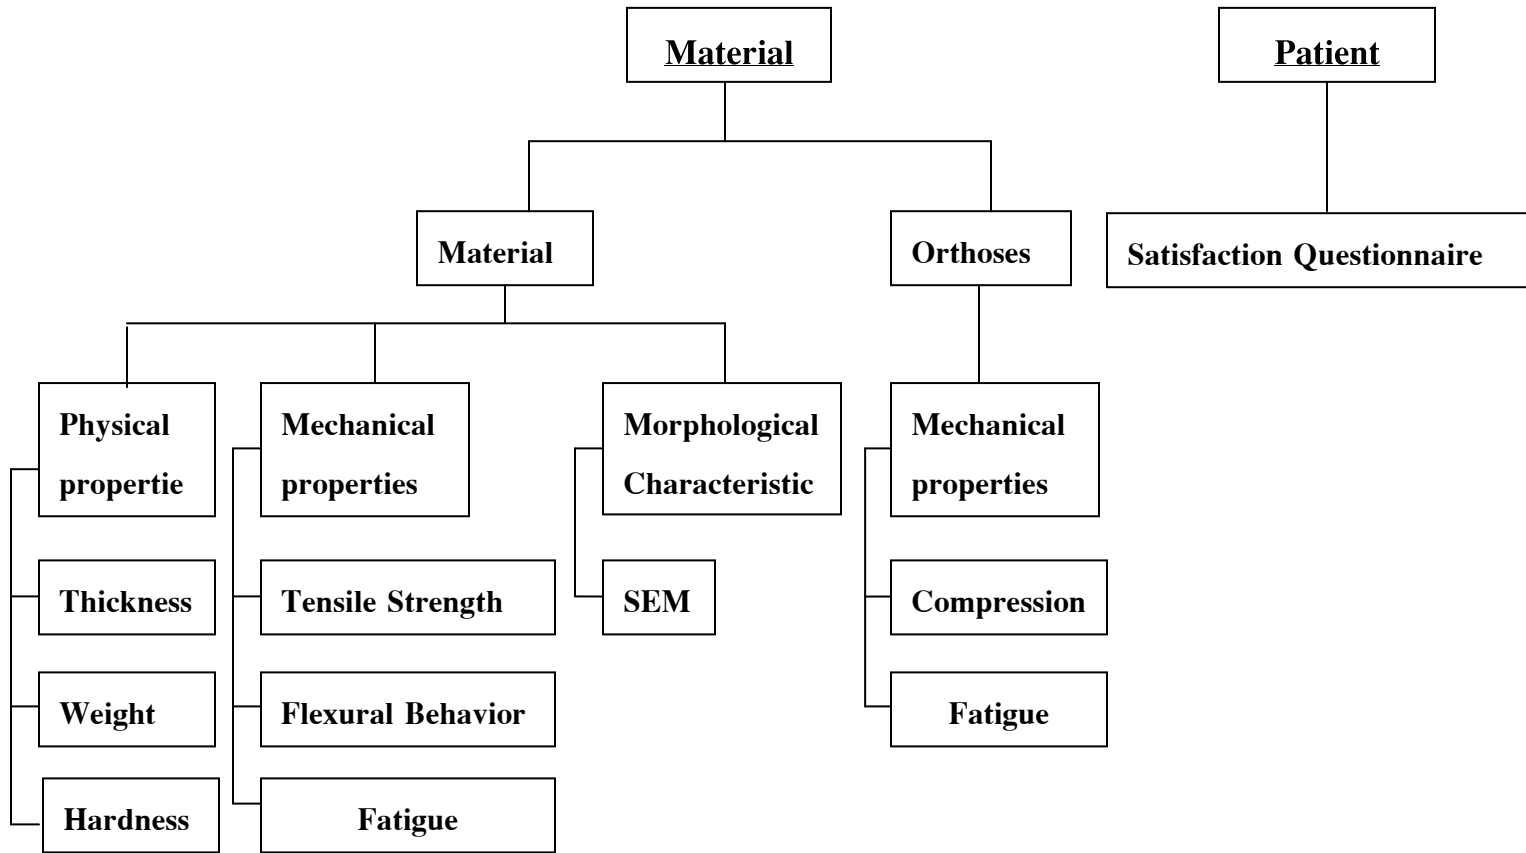 Material
Patient
Material
Orthoses
Satisfaction Questionnaire
Physical
propertie
Mechanical
properties
Morphological
Characteristic
Mechanical
properties
Thickness
Tensile Strength
SEM
Compression
Weight
Flexural Behavior
Fatigue
Hardness
Fatigue